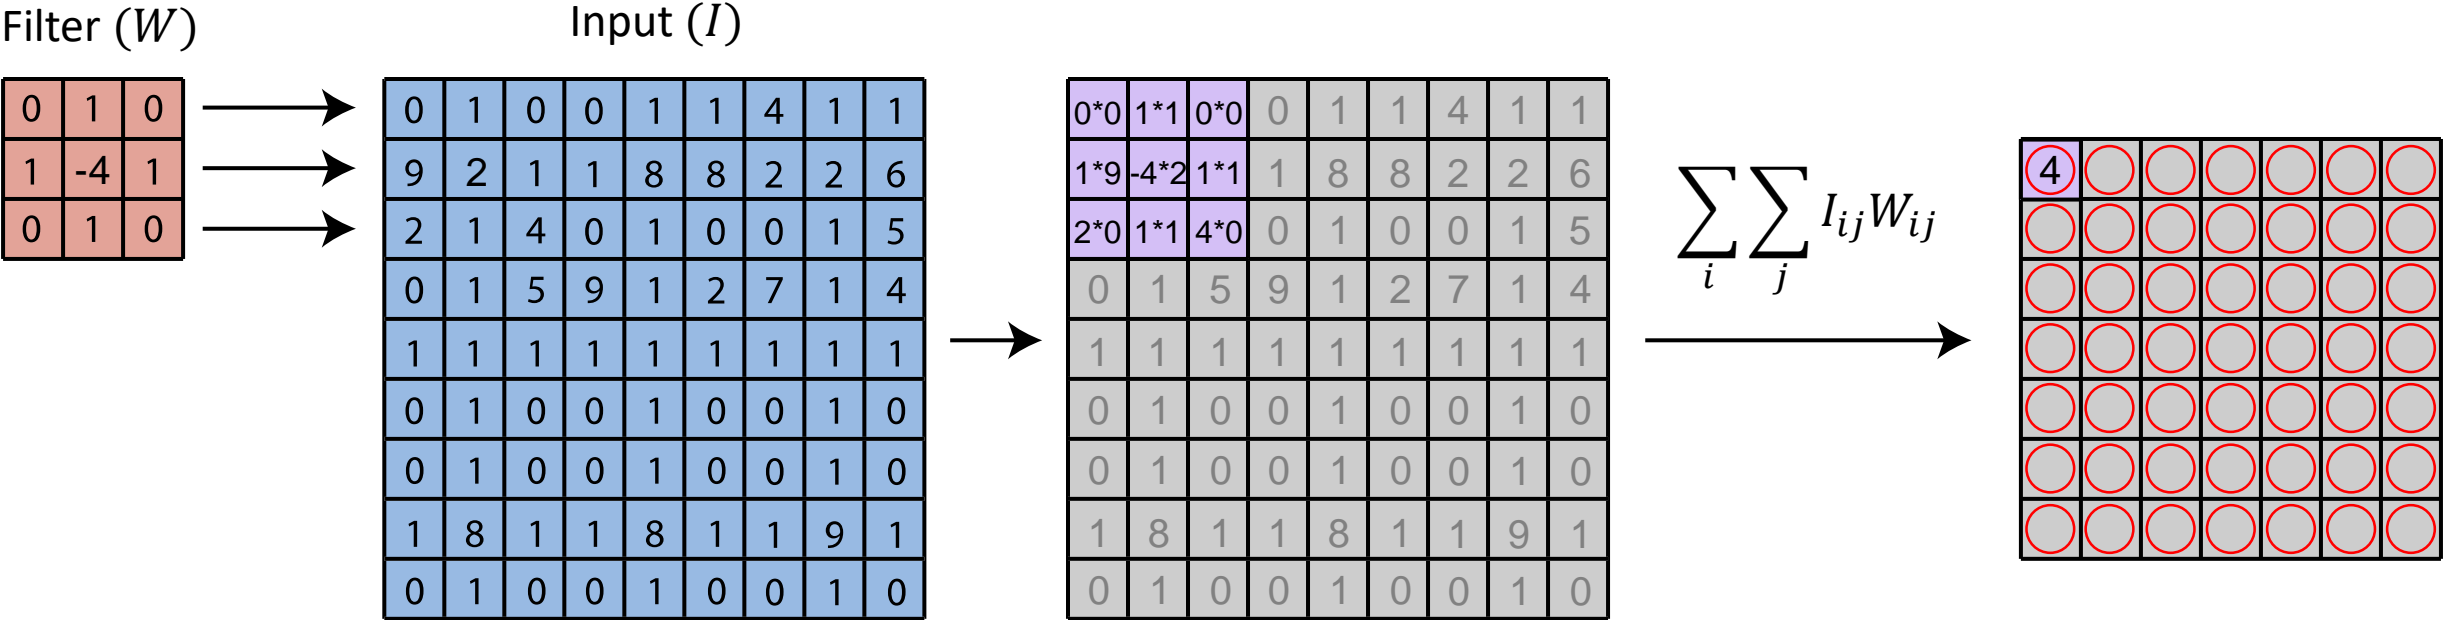 Filter (W)
Input (I)
0 1 0
1 -4 1
0 1 0
0 1 0 0 1 1 4 1 1
9 2 1 1 8 8 2 2 6
2 1 4 0 1 0 0 1 5
0 1 5 9 1 2 7 1 4
1 1 1 1 1 1 1 1 1
0 1 0 0 1 0 0 1 0
0 1 0 0 1 0 0 1 0
1 8 1 1 8 1 1 9 1
0 1 0 0 1 0 0 1 0
0*0 1*1 0*0 0 1 1 4 1 1
1*9 -4*2 1*1 1 8 8 2 2 6
2*0 1*1 4*0 0 1 0 0 1 5
0 1 5 9 1 2 7 1 4
1 1 1 1 1 1 1 1 1
0 1 0 0 1 0 0 1 0
0 1 0 0 1 0 0 1 0
1 8 1 1 8 1 1 9 1
0 1 0 0 1 0 0 1 0
∑_i ∑_j I_ij W_ij
4